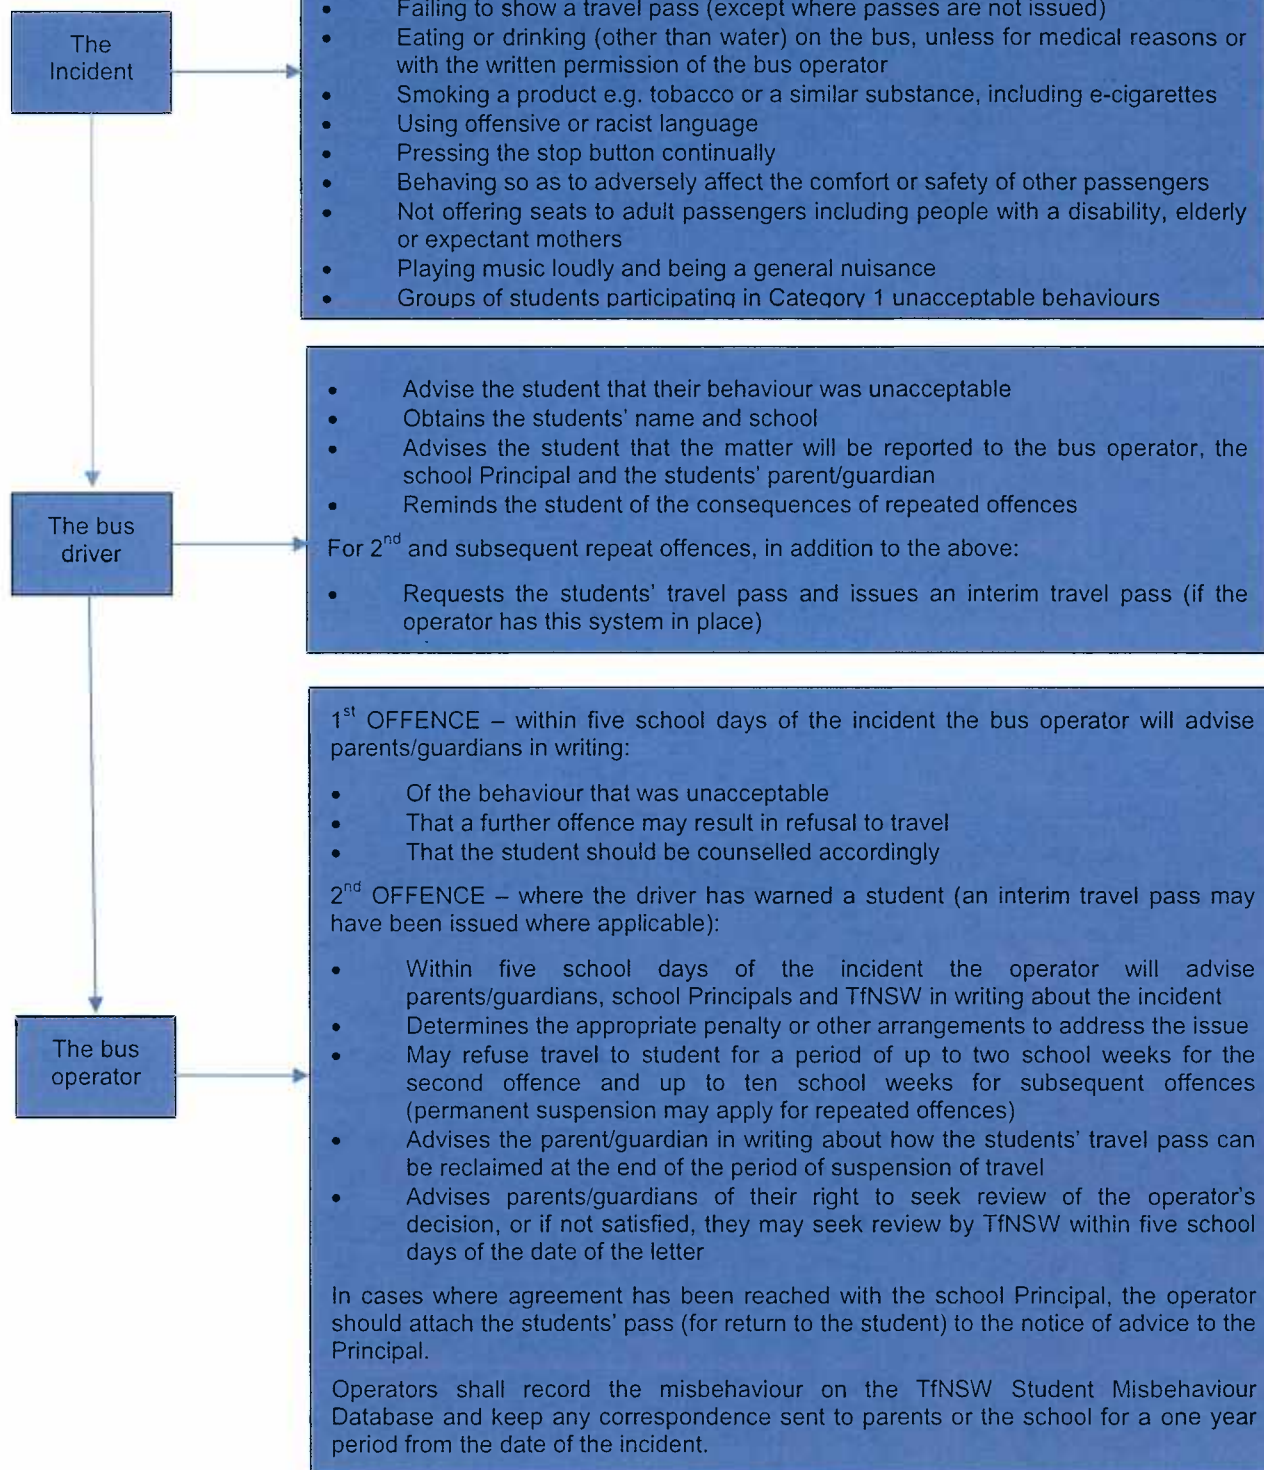 The
Incident
• Failing to show a travel pass (except where passes are not issued)
• Eating or drinking (other than water) on the bus, unless for medical reasons or
with the written permission of the bus operator
• Smoking a product e.g. tobacco or a similar substance, including e-cigarettes
• Using offensive or racist language
• Pressing the stop button continually
• Behaving so as to adversely affect the comfort or safety of other passengers
• Not offering seats to adult passengers including people with a disability, elderly
or expectant mothers
• Playing music loudly and being a general nuisance
• Groups of students participating in Category 1 unacceptable behaviours
The bus
driver
• Advise the student that their behaviour was unacceptable
• Obtains the students' name and school
• Advises the student that the matter will be reported to the bus operator, the
school Principal and the students' parent/guardian
• Reminds the student of the consequences of repeated offences
For 2nd and subsequent repeat offences, in addition to the above:
• Requests the students' travel pass and issues an interim travel pass (if the
operator has this system in place)
The bus
operator
1st OFFENCE – within five school days of the incident the bus operator will advise
parents/guardians in writing:
• Of the behaviour that was unacceptable
• That a further offence may result in refusal to travel
• That the student should be counselled accordingly
2nd OFFENCE – where the driver has warned a student (an interim travel pass may
have been issued where applicable):
• Within five school days of the incident the operator will advise
parents/guardians, school Principals and TfNSW in writing about the incident
• Determines the appropriate penalty or other arrangements to address the issue
• May refuse travel to student for a period of up to two school weeks for the
second offence and up to ten school weeks for subsequent offences
(permanent suspension may apply for repeated offences)
• Advises the parent/guardian in writing about how the students' travel pass can
be reclaimed at the end of the period of suspension of travel
• Advises parents/guardians of their right to seek review of the operator's
decision, or if not satisfied, they may seek review by TfNSW within five school
days of the date of the letter
In cases where agreement has been reached with the school Principal, the operator
should attach the students' pass (for return to the student) to the notice of advice to the
Principal.
Operators shall record the misbehaviour on the TfNSW Student Misbehaviour
Database and keep any correspondence sent to parents or the school for a one year
period from the date of the incident.